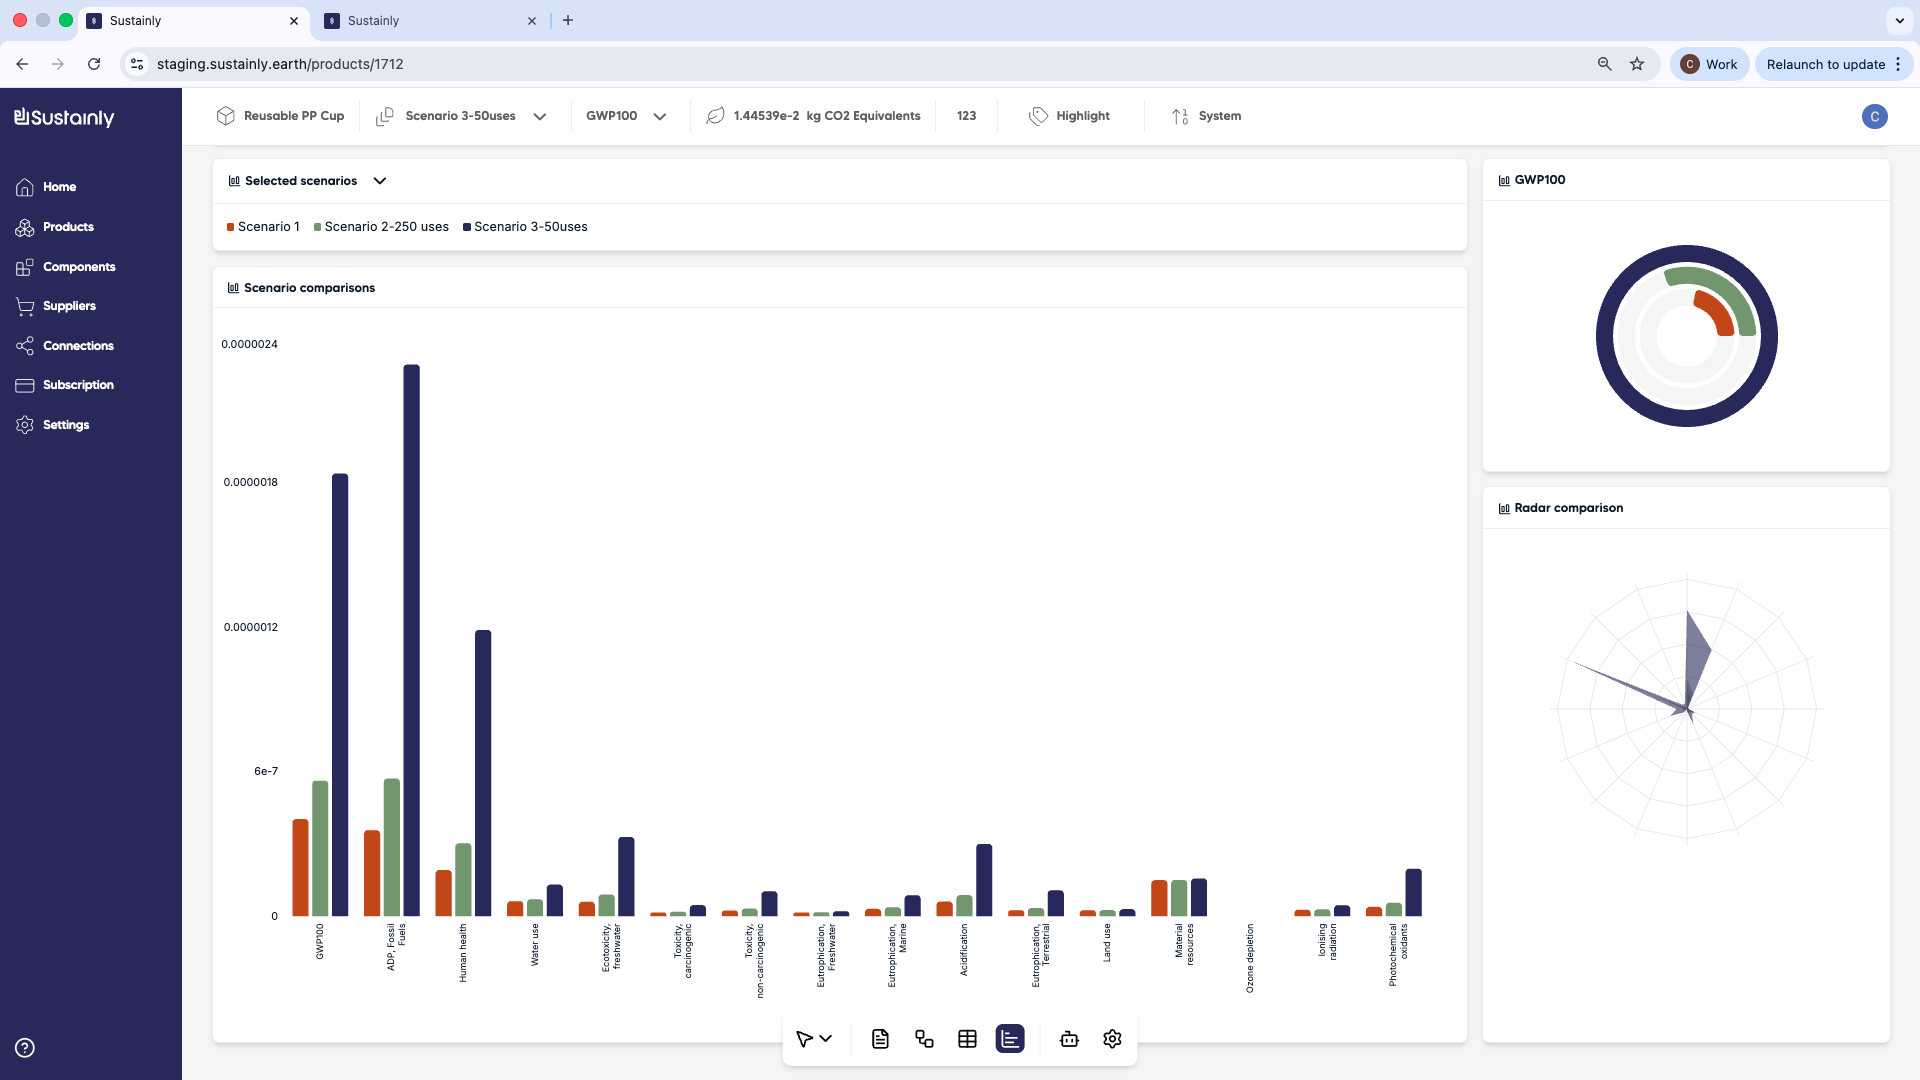 Sustainly
Sustainly
staging.sustainly.earth/products/1712
C
Work
Relaunch to update
Sustainly
Reusable PP Cup
Scenario 3-50uses
GWP100
1.44539e-2 kg CO2 Equivalents
123
Highlight
System
C
Home
Products
Components
Suppliers
Connections
Subscription
Settings
Selected scenarios
Scenario 1
Scenario 2-250 uses
Scenario 3-50uses
Scenario comparisons
0.0000024
0.0000018
0.0000012
6e-7
0
GWP100
ADP, Fossil
Fuels
Human health
Water use
Ecotoxicity,
freshwater
Toxicity,
carcinogenic
Toxicity,
non-carcinogenic
Eutrophication,
Freshwater
Eutrophication,
Marine
Acidification
Eutrophication,
Terrestrial
Land use
Material
resources
Ozone depletion
Ionising
radiation
Photochemical
oxidants
GWP100
Radar comparison